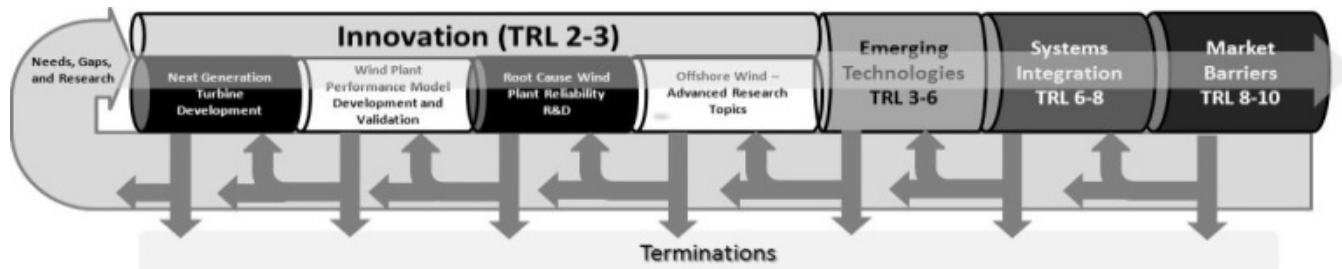 Innovation (TRL 2-3)
Needs, Gaps,
and Research
Next Generation
Turbine
Development
Wind Plant
Performance Model
Development and
Validation
Root Cause Wind
Plant Reliability
R&D
Offshore Wind –
Advanced Research
Topics
Emerging
Technologies
TRL 3-6
Systems
Integration
TRL 6-8
Market
Barriers
TRL 8-10
Terminations